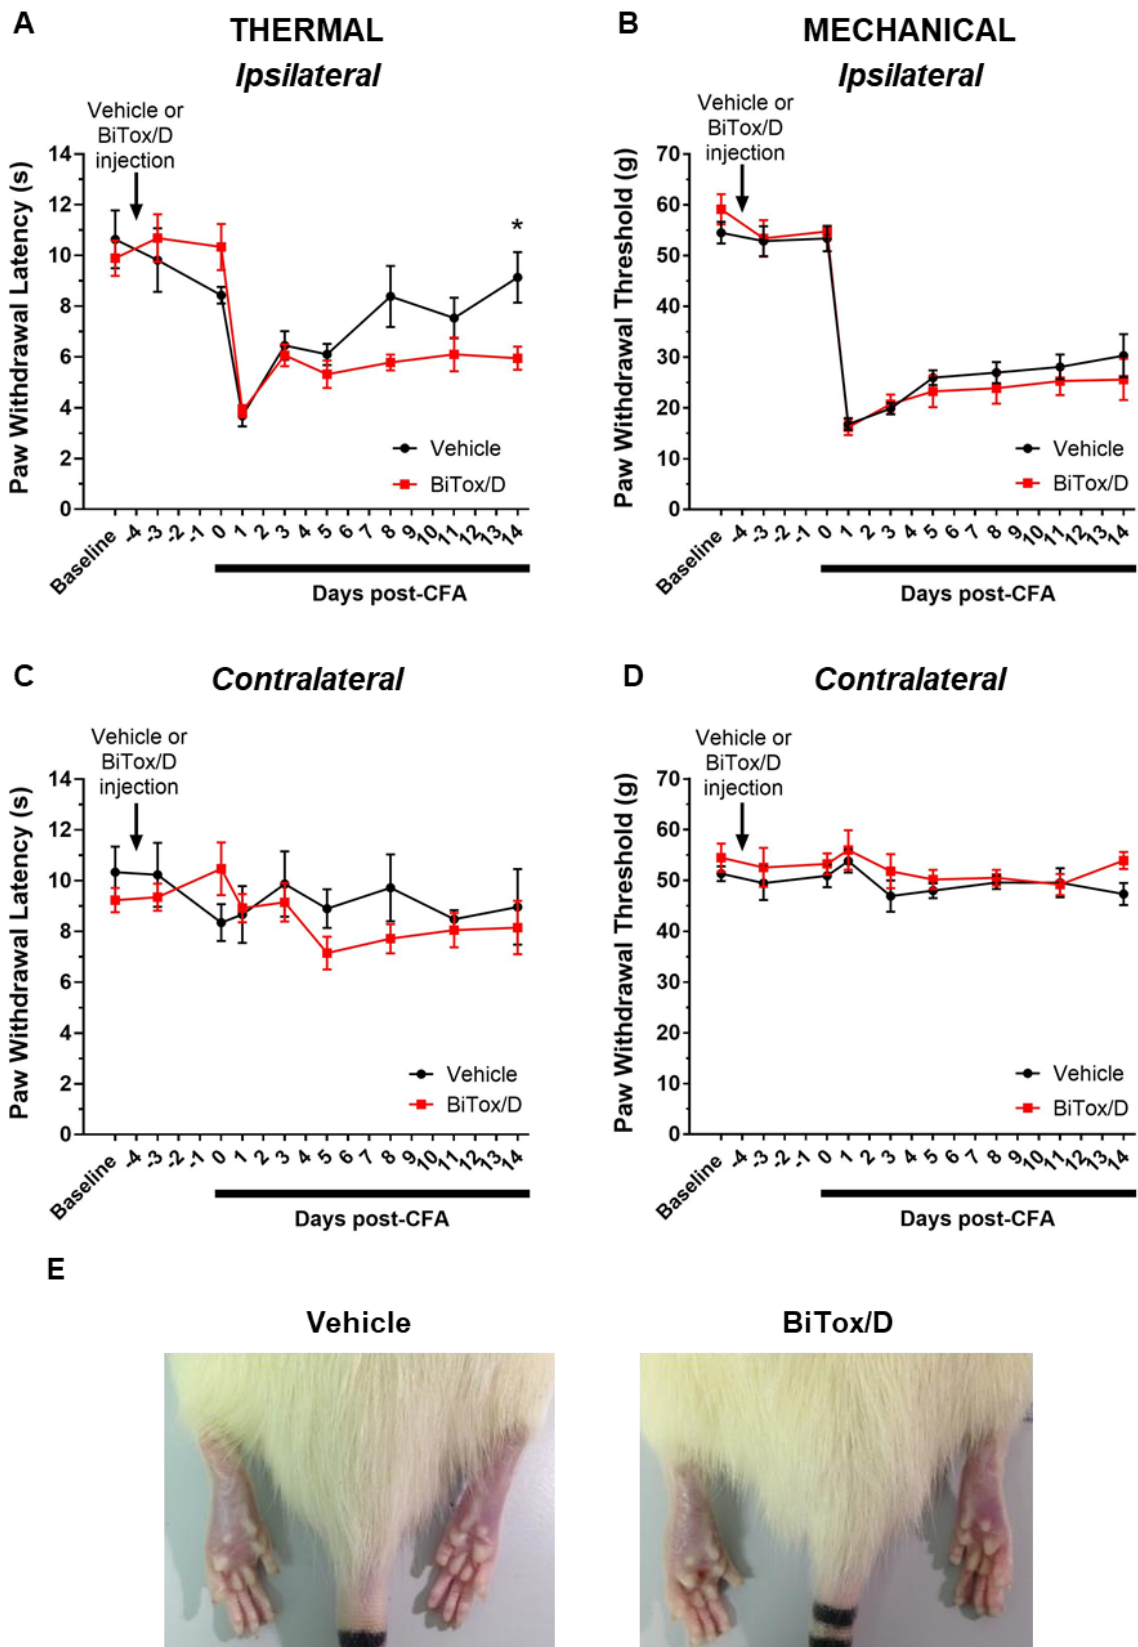 A
THERMAL
Ipsilateral
Vehicle or
BiTox/D
injection
Paw Withdrawal Latency (s)
14
12
10
8
6
4
2
0
*
Vehicle
BiTox/D
Baseline -4 -3 -2 -1 0 1 2 3 4 5 6 7 8 9 10 11 12 13 14
Days post-CFA
B
MECHANICAL
Ipsilateral
Vehicle or
BiTox/D
injection
Paw Withdrawal Threshold (g)
70
60
50
40
30
20
10
0
Vehicle
BiTox/D
Baseline -4 -3 -2 -1 0 1 2 3 4 5 6 7 8 9 10 11 12 13 14
Days post-CFA
C
Contralateral
Vehicle or
BiTox/D
injection
Paw Withdrawal Latency (s)
14
12
10
8
6
4
2
0
Vehicle
BiTox/D
Baseline -4 -3 -2 -1 0 1 2 3 4 5 6 7 8 9 10 11 12 13 14
Days post-CFA
D
Contralateral
Vehicle or
BiTox/D
injection
Paw Withdrawal Threshold (g)
70
60
50
40
30
20
10
0
Vehicle
BiTox/D
Baseline -4 -3 -2 -1 0 1 2 3 4 5 6 7 8 9 10 11 12 13 14
Days post-CFA
E
Vehicle
BiTox/D